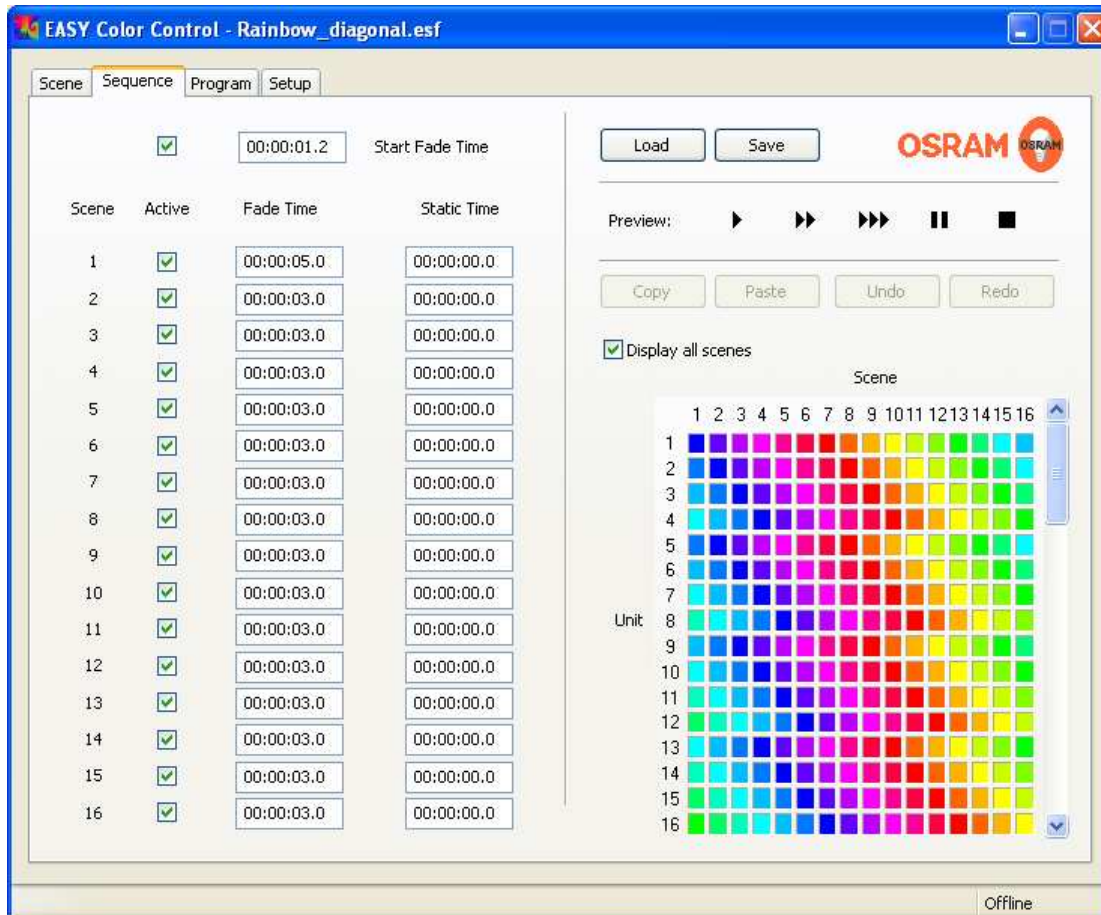 EASY Color Control - Rainbow_diagonal.esf
Scene Sequence Program Setup
00:00:01.2 Start Fade Time
Scene Active Fade Time Static Time
1 00:00:05.0 00:00:00.0
2 00:00:03.0 00:00:00.0
3 00:00:03.0 00:00:00.0
4 00:00:03.0 00:00:00.0
5 00:00:03.0 00:00:00.0
6 00:00:03.0 00:00:00.0
7 00:00:03.0 00:00:00.0
8 00:00:03.0 00:00:00.0
9 00:00:03.0 00:00:00.0
10 00:00:03.0 00:00:00.0
11 00:00:03.0 00:00:00.0
12 00:00:03.0 00:00:00.0
13 00:00:03.0 00:00:00.0
14 00:00:03.0 00:00:00.0
15 00:00:03.0 00:00:00.0
16 00:00:03.0 00:00:00.0
Load Save OSRAM OSRAM
Preview:
Copy Paste Undo Redo
Display all scenes
Scene
1 2 3 4 5 6 7 8 9 10 11 12 13 14 15 16
1
2
3
4
5
6
7
Unit 8
9
10
11
12
13
14
15
16
Offline